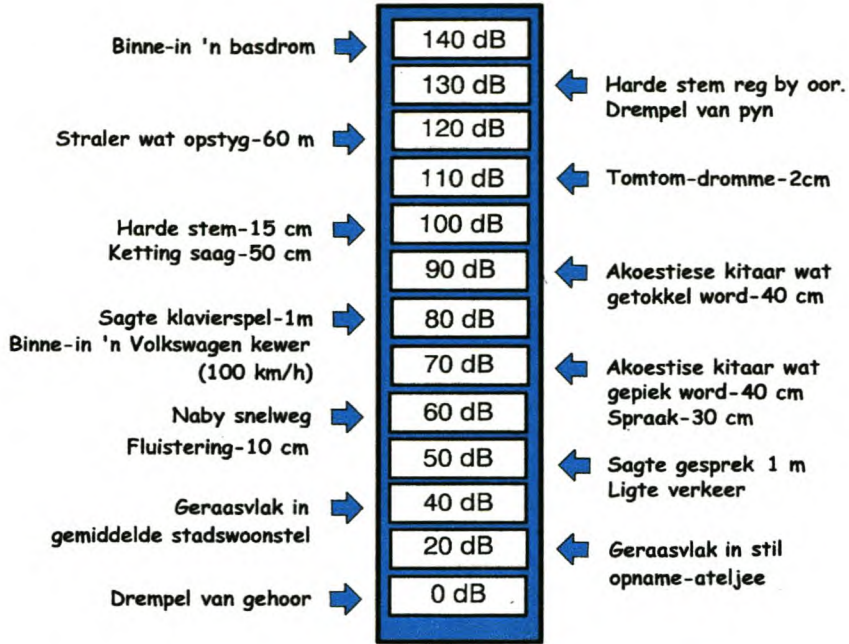 Binne-in 'n basdrom
140 dB
130 dB
Harde stem reg by oor.
Drempel van pyn
Straler wat opstyg-60 m
120 dB
110 dB
Tomtom-dromme-2cm
Harde stem-15 cm
Ketting saag-50 cm
100 dB
90 dB
Akoestiese kitaar wat
getokkel word-40 cm
Sagte klavierspel-1m
Binne-in 'n Volkswagen kewer
(100 km/h)
80 dB
70 dB
Akoestise kitaar wat
gepiek word-40 cm
Spraak-30 cm
Naby snelweg
Fluistering-10 cm
60 dB
50 dB
Sagte gesprek 1 m
Ligte verkeer
Geraasvlak in
gemiddelde stadswoonstel
40 dB
20 dB
Geraasvlak in stil
opname-ateljee
Drempel van gehoor
0 dB